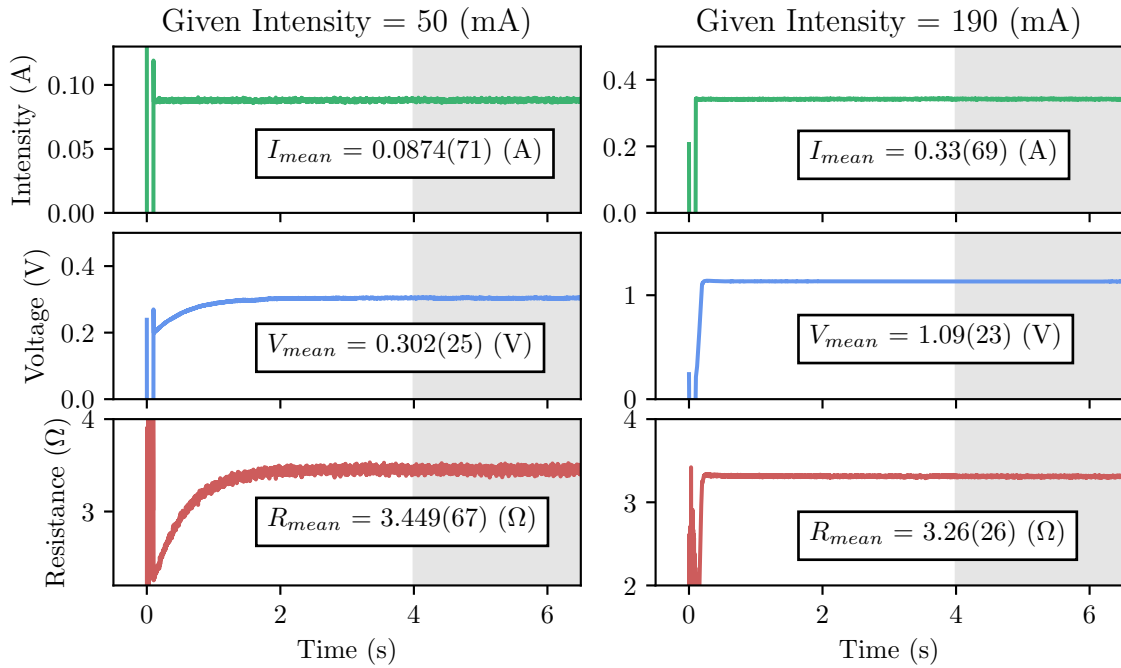 Given Intensity = 50 (mA)
Given Intensity = 190 (mA)
Intensity (A)
0.10
0.05
0.00
I_mean = 0.0874(71) (A)
0.4
0.2
0.0
I_mean = 0.33(69) (A)
Voltage (V)
0.4
0.2
0.0
V_mean = 0.302(25) (V)
1
0
V_mean = 1.09(23) (V)
Resistance (Ω)
4
3
R_mean = 3.449(67) (Ω)
0
2
4
6
Time (s)
4
3
2
R_mean = 3.26(26) (Ω)
0
2
4
6
Time (s)